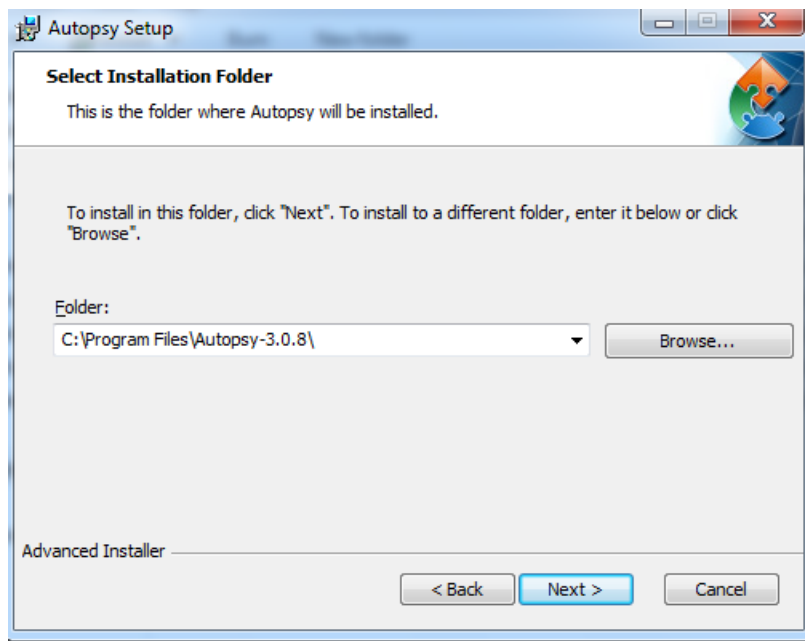 Autopsy Setup
Select Installation Folder
This is the folder where Autopsy will be installed.
To install in this folder, click "Next". To install to a different folder, enter it below or click
"Browse".
Folder:
C:\Program Files\Autopsy-3.0.8\
Browse...
Advanced Installer
< Back
Next >
Cancel